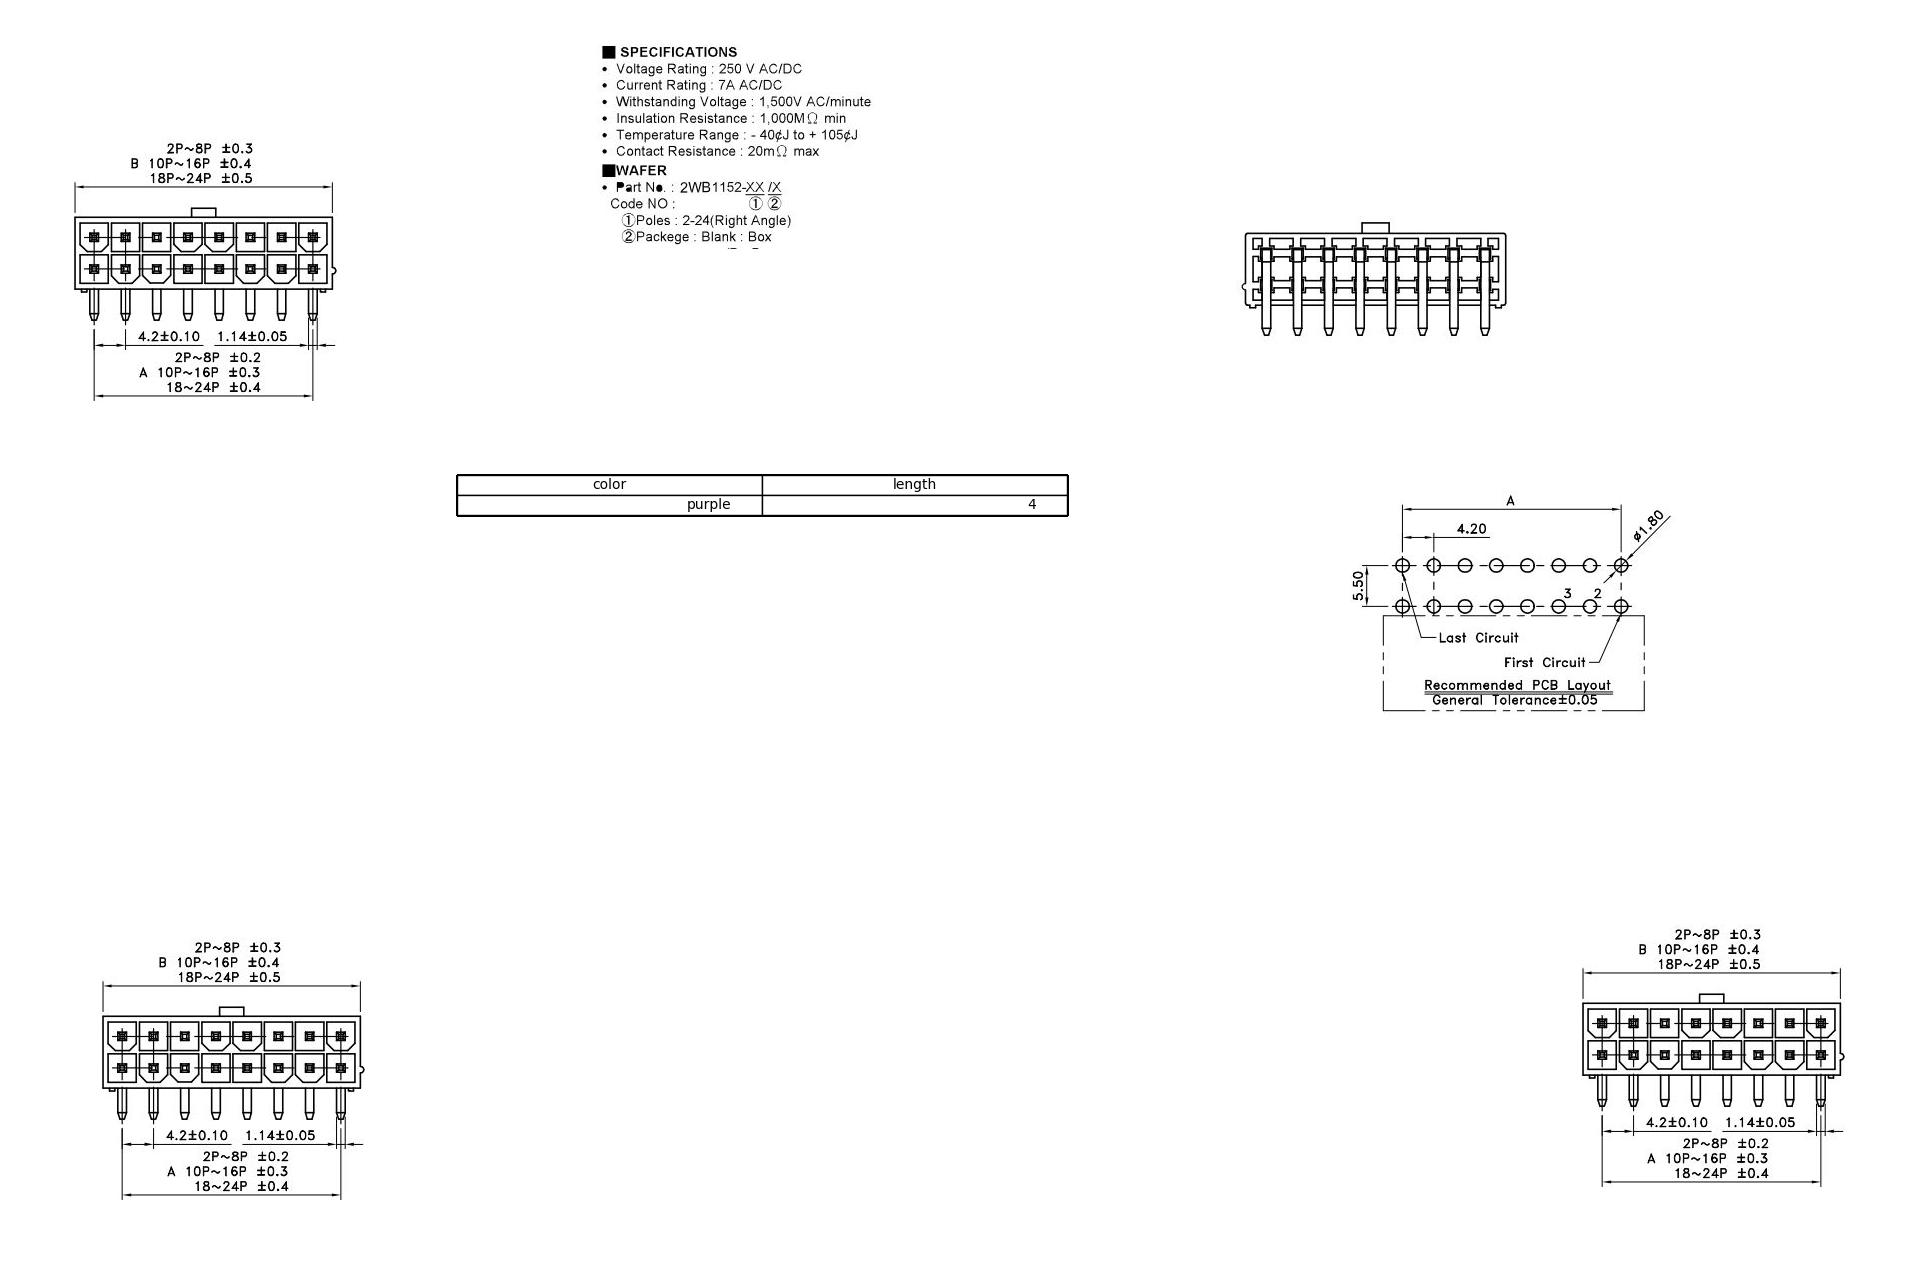 ■ SPECIFICATIONS
• Voltage Rating : 250 V AC/DC
• Current Rating : 7A AC/DC
• Withstanding Voltage : 1,500V AC/minute
• Insulation Resistance : 1,000MΩ min
• Temperature Range : - 40¢J to + 105¢J
• Contact Resistance : 20mΩ max
■WAFER
• Part No. : 2WB1152-XX /X
Code NO : ① ②
①Poles : 2-24(Right Angle)
②Packege : Blank : Box
2P~8P ±0.3
B 10P~16P ±0.4
18P~24P ±0.5
4.2±0.10 1.14±0.05
2P~8P ±0.2
A 10P~16P ±0.3
18~24P ±0.4
color length
purple 4
A
4.20
ø1.80
5.50
3 2
Last Circuit
First Circuit
Recommended PCB Layout
General Tolerance±0.05
2P~8P ±0.3
B 10P~16P ±0.4
18P~24P ±0.5
4.2±0.10 1.14±0.05
2P~8P ±0.2
A 10P~16P ±0.3
18~24P ±0.4
2P~8P ±0.3
B 10P~16P ±0.4
18P~24P ±0.5
4.2±0.10 1.14±0.05
2P~8P ±0.2
A 10P~16P ±0.3
18~24P ±0.4